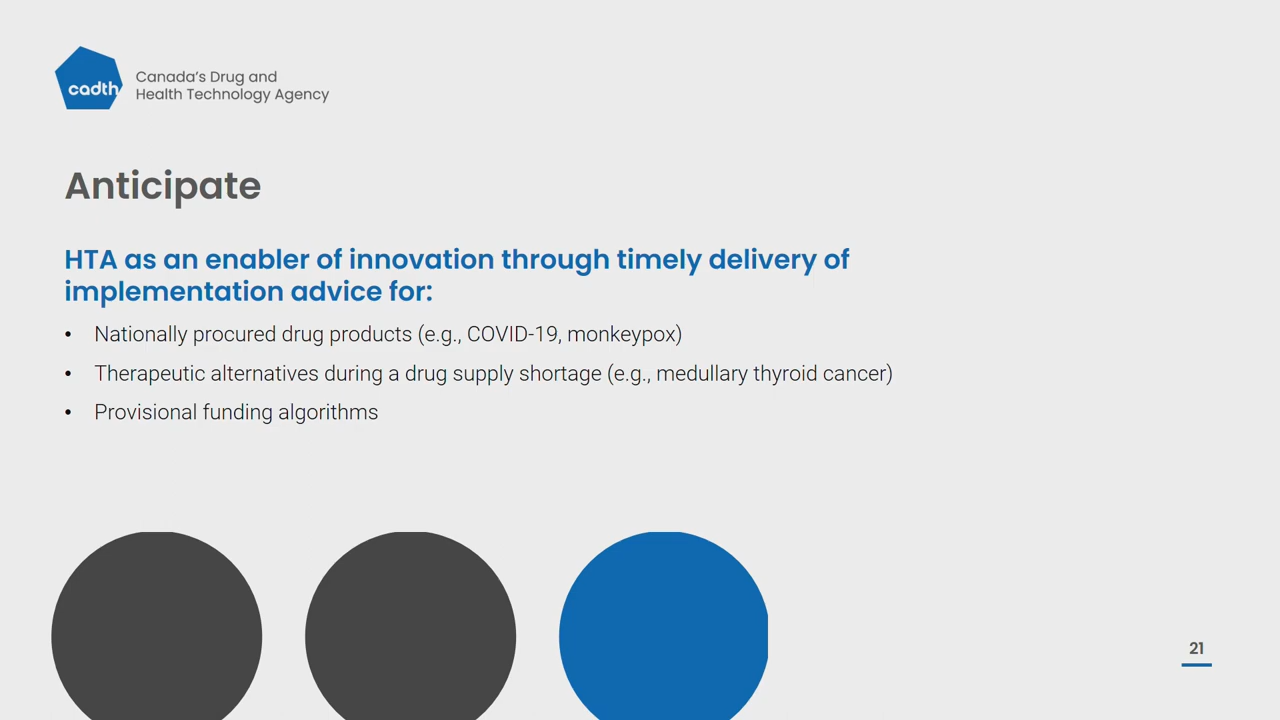 cadth
Canada's Drug and
Health Technology Agency
Anticipate
HTA as an enabler of innovation through timely delivery of
implementation advice for:
• Nationally procured drug products (e.g., COVID-19, monkeypox)
• Therapeutic alternatives during a drug supply shortage (e.g., medullary thyroid cancer)
• Provisional funding algorithms
21